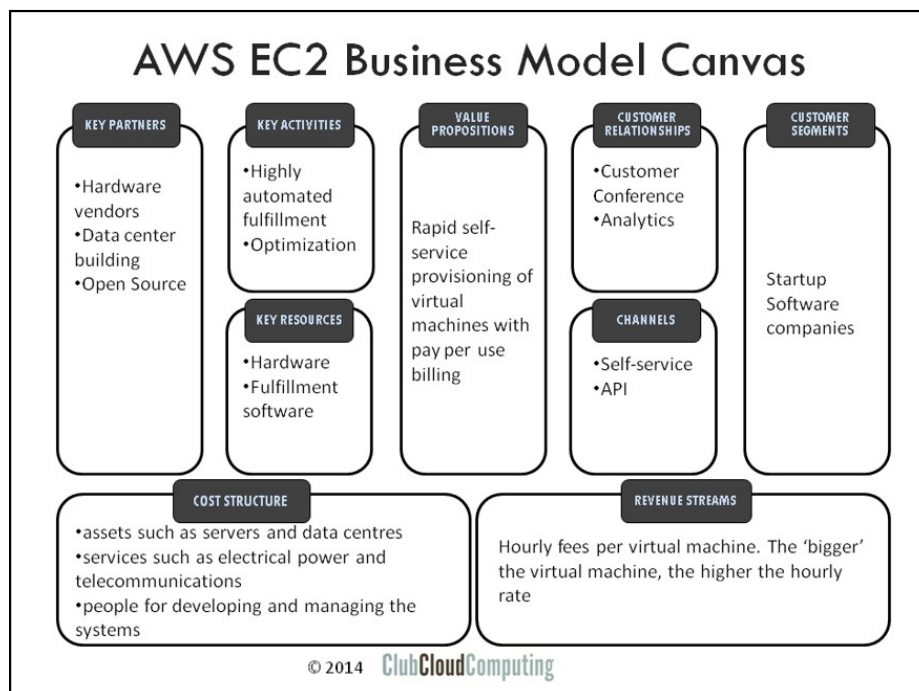 AWS EC2 Business Model Canvas
KEY PARTNERS
•Hardware
vendors
•Data center
building
•Open Source
KEY ACTIVITIES
•Highly
automated
fulfillment
•Optimization
KEY RESOURCES
•Hardware
•Fulfillment
software
VALUE
PROPOSITIONS
Rapid self-
service
provisioning of
virtual
machines with
pay per use
billing
CUSTOMER
RELATIONSHIPS
•Customer
Conference
•Analytics
CHANNELS
•Self-service
•API
CUSTOMER
SEGMENTS
Startup
Software
companies
COST STRUCTURE
•assets such as servers and data centres
•services such as electrical power and
telecommunications
•people for developing and managing the
systems
REVENUE STREAMS
Hourly fees per virtual machine. The ‘bigger’
the virtual machine, the higher the hourly
rate
© 2014 ClubCloudComputing